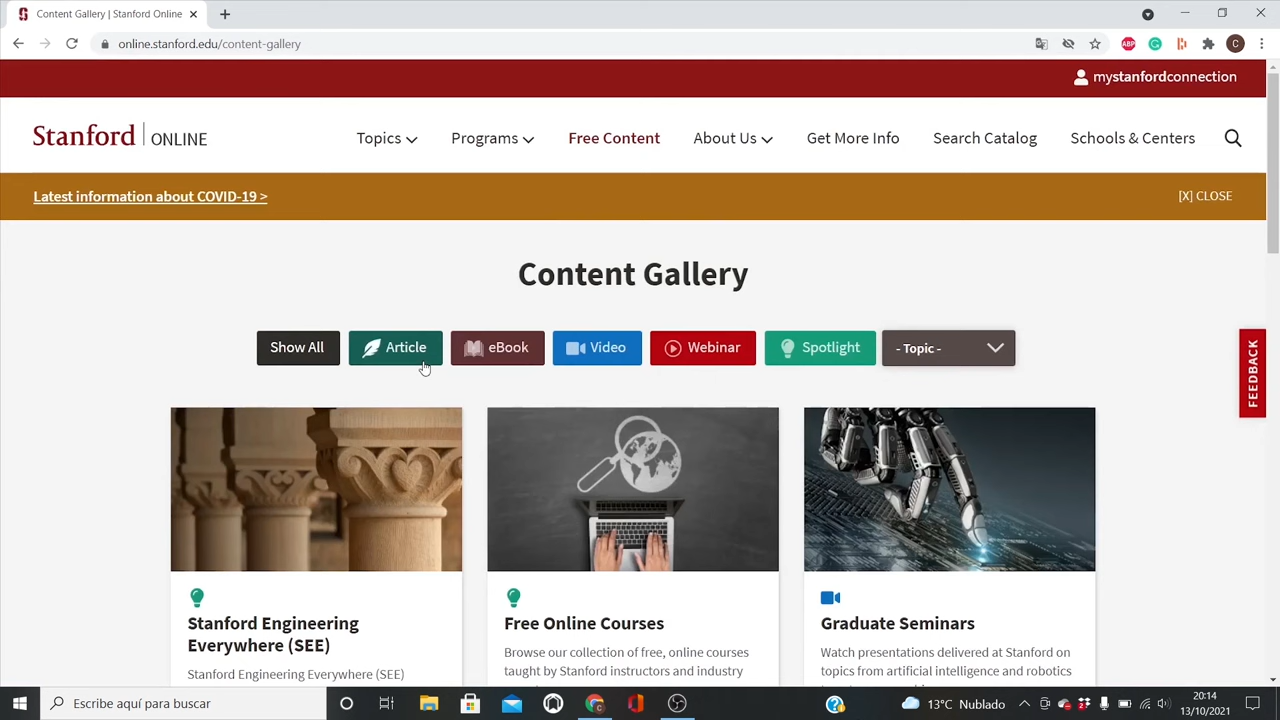 Content Gallery | Stanford Online
online.stanford.edu/content-gallery
ABP
C
mystanfordconnection
Stanford ONLINE
Topics
Programs
Free Content
About Us
Get More Info
Search Catalog
Schools & Centers
Latest information about COVID-19 >
[X] CLOSE
Content Gallery
Show All
Article
eBook
Video
Webinar
Spotlight
- Topic -
FEEDBACK
Stanford Engineering
Everywhere (SEE)
Stanford Engineering Everywhere (SEE)
Free Online Courses
Browse our collection of free, online courses
taught by Stanford instructors and industry
Graduate Seminars
Watch presentations delivered at Stanford on
topics from artificial intelligence and robotics
Escribe aquí para buscar
13°C Nublado
20:14
13/10/2021